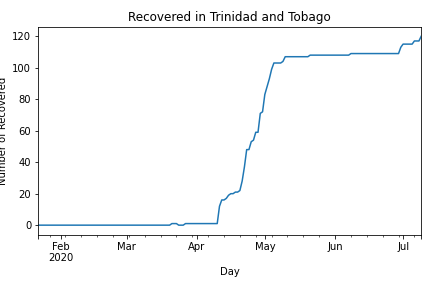 Recovered in Trinidad and Tobago
Number of Recovered
120
100
80
60
40
20
0
Feb
2020
Mar
Apr
May
Jun
Jul
Day